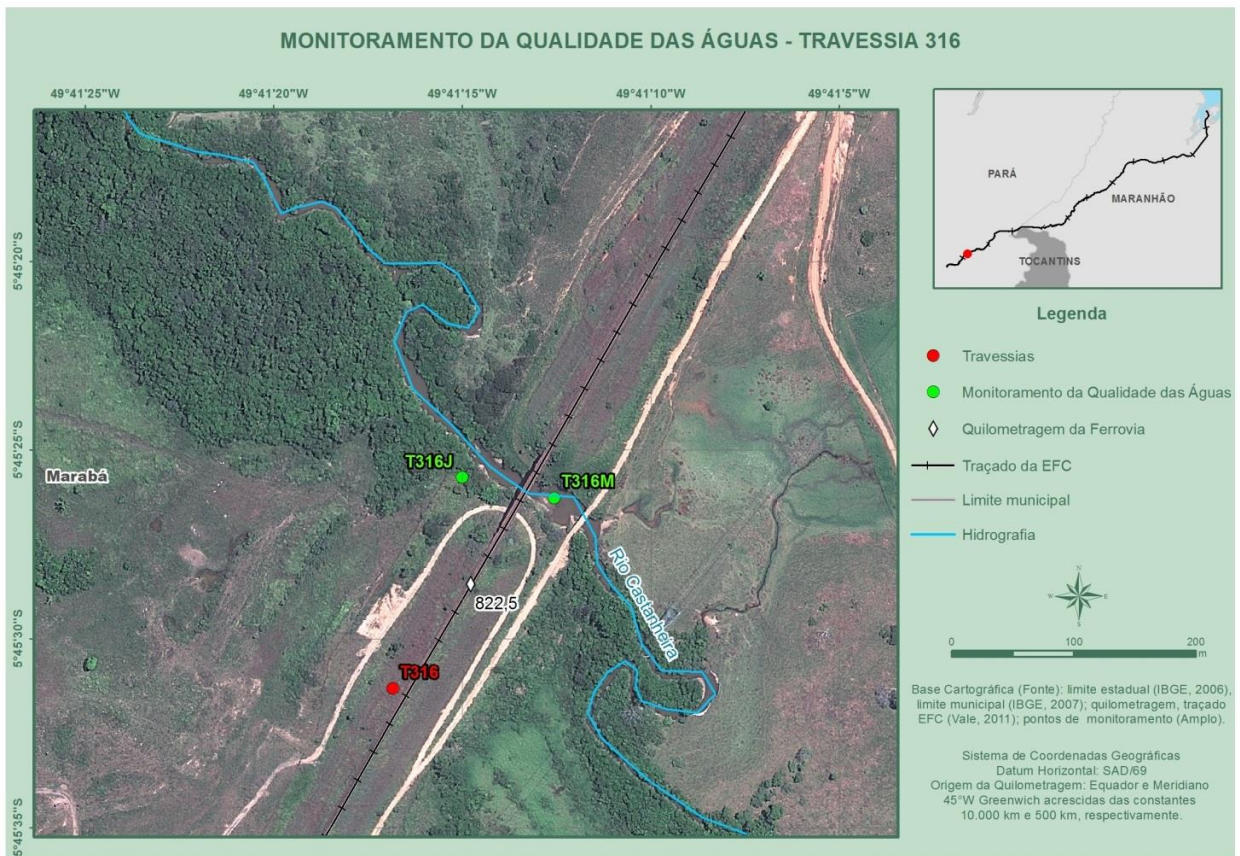 MONITORAMENTO DA QUALIDADE DAS ÁGUAS - TRAVESSIA 316
49°41'25"W
49°41'20"W
49°41'15"W
49°41'10"W
49°41'5"W
5°45'20"S
5°45'25"S
5°45'30"S
5°45'35"S
Marabá
T316J
T316M
822,5
T316
Rio Castanheira
PARÁ
MARANHÃO
TOCANTINS
Legenda
Travessias
Monitoramento da Qualidade das Águas
Quilometragem da Ferrovia
Traçado da EFC
Limite municipal
Hidrografia
N
W
E
S
0 100 200
m
Base Cartográfica (Fonte): limite estadual (IBGE, 2006),
limite municipal (IBGE, 2007); quilometragem, traçado
EFC (Vale, 2011); pontos de monitoramento (Amplo).
Sistema de Coordenadas Geográficas
Datum Horizontal: SAD/69
Origem da Quilometragem: Equador e Meridiano
45°W Greenwich acrescidas das constantes
10.000 km e 500 km, respectivamente.